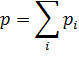 p = ∑ᵢ pᵢ